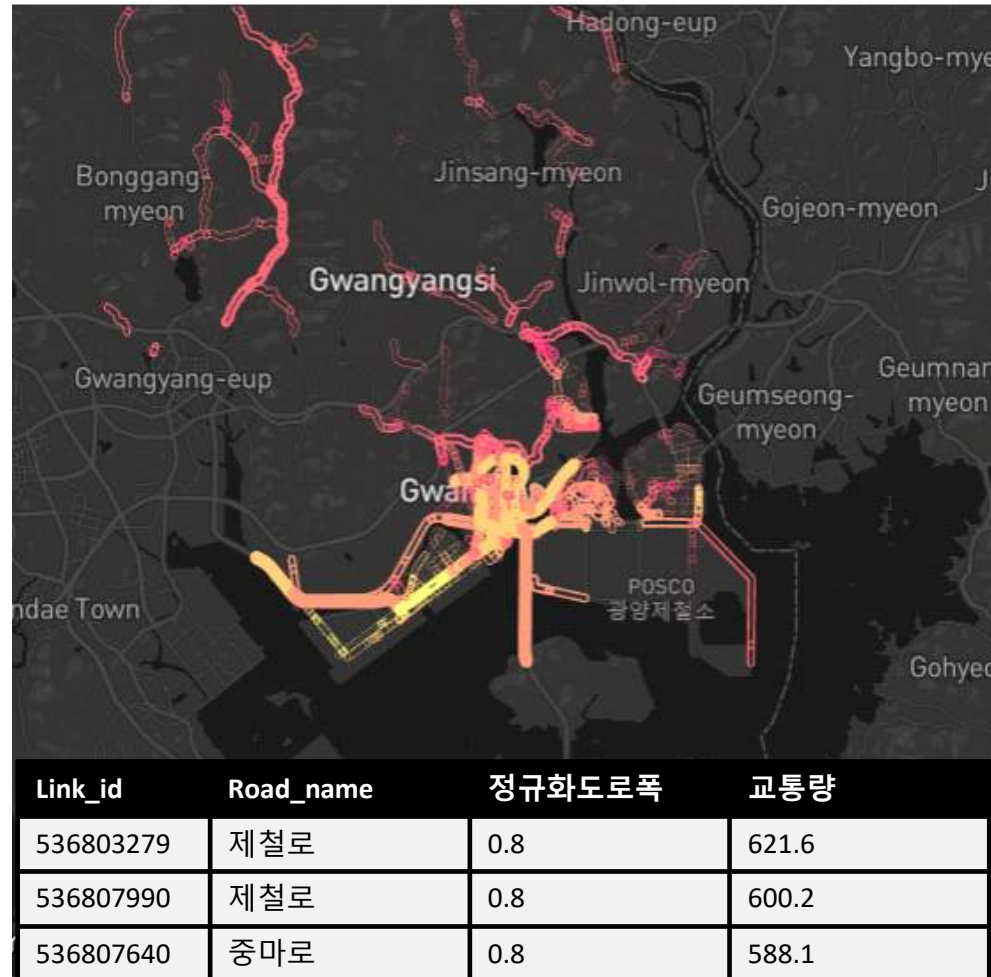 Hadong-eup
Yangbo-mye
Bonggang-
myeon
Jinsang-myeon
Gojeon-myeon
Gwangyangsi
Jinwol-myeon
Gwangyang-eup
Geumseong-
myeon
Geumnam
myeon
Gwa
POSCO
광양제철소
ndae Town
Gohyeo
Link_id Road_name 정규화도로폭 교통량
536803279 제철로 0.8 621.6
536807990 제철로 0.8 600.2
536807640 중마로 0.8 588.1